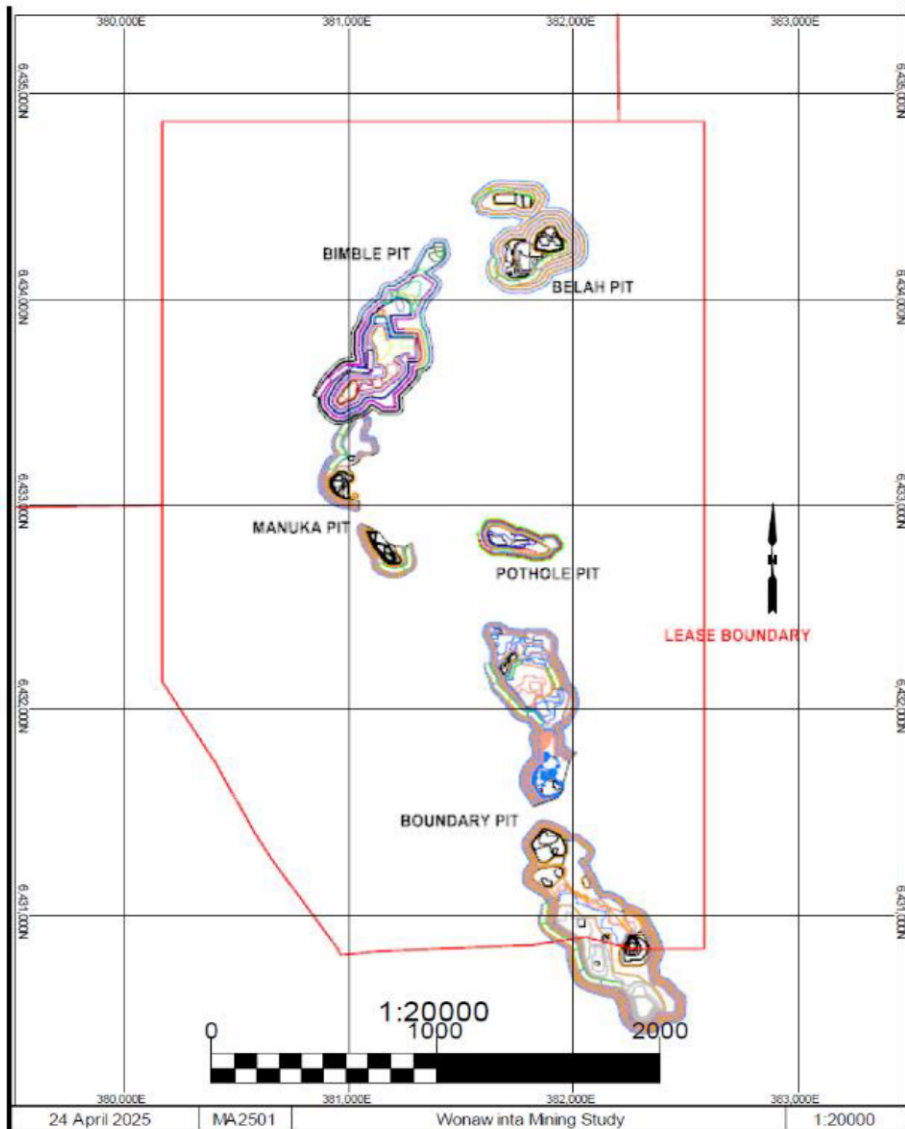 380,000E 381,000E 382,000E 383,000E
6,435,000N 6,435,000N
BIMBLE PIT
BELAH PIT
6,434,000N 6,434,000N
6,433,000N 6,433,000N
MANUKA PIT
POTHOLE PIT
N
LEASE BOUNDARY
6,432,000N 6,432,000N
BOUNDARY PIT
6,431,000N 6,431,000N
1:20000
0 1000 2000
380,000E 381,000E 382,000E 383,000E
24 April 2025 MA2501 Wonaw inta Mining Study 1:20000